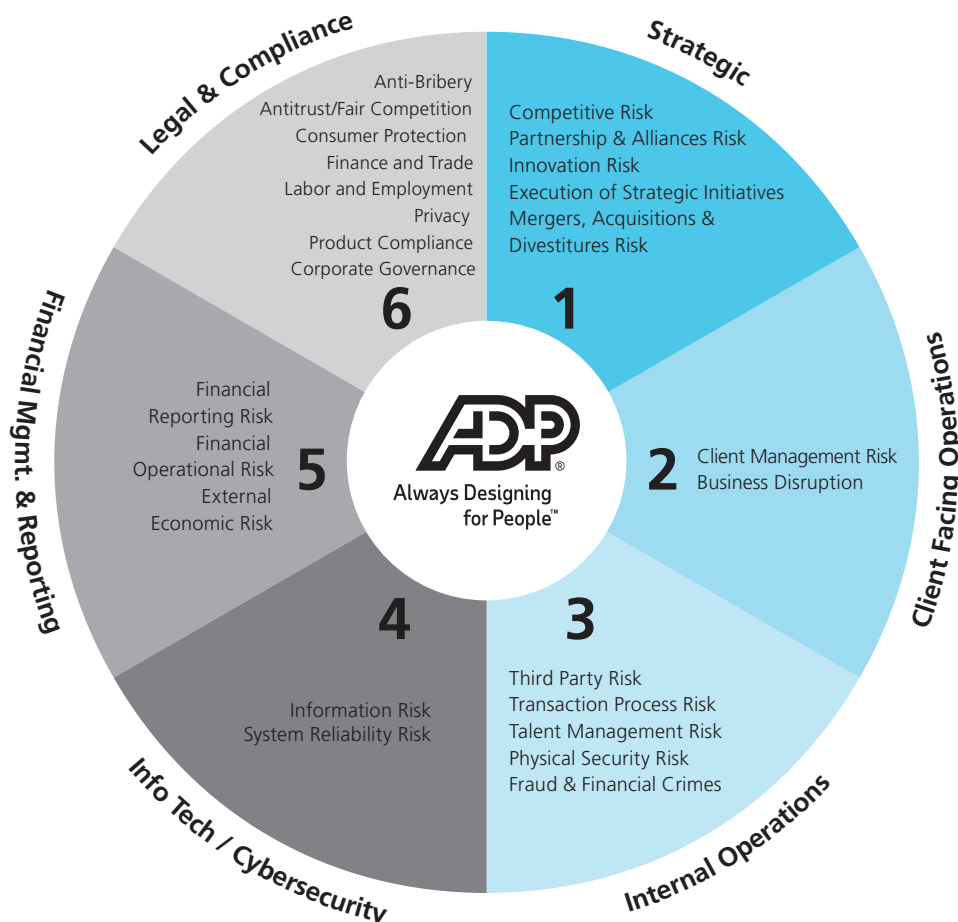 Strategic
Competitive Risk
Partnership & Alliances Risk
Innovation Risk
Execution of Strategic Initiatives
Mergers, Acquisitions &
Divestitures Risk
1
Client Facing Operations
2
Client Management Risk
Business Disruption
Internal Operations
3
Third Party Risk
Transaction Process Risk
Talent Management Risk
Physical Security Risk
Fraud & Financial Crimes
Info Tech / Cybersecurity
4
Information Risk
System Reliability Risk
Financial Mgmt. & Reporting
5
Financial
Reporting Risk
Financial
Operational Risk
External
Economic Risk
Legal & Compliance
Anti-Bribery
Antitrust/Fair Competition
Consumer Protection
Finance and Trade
Labor and Employment
Privacy
Product Compliance
Corporate Governance
6
ADP®
Always Designing
for People™